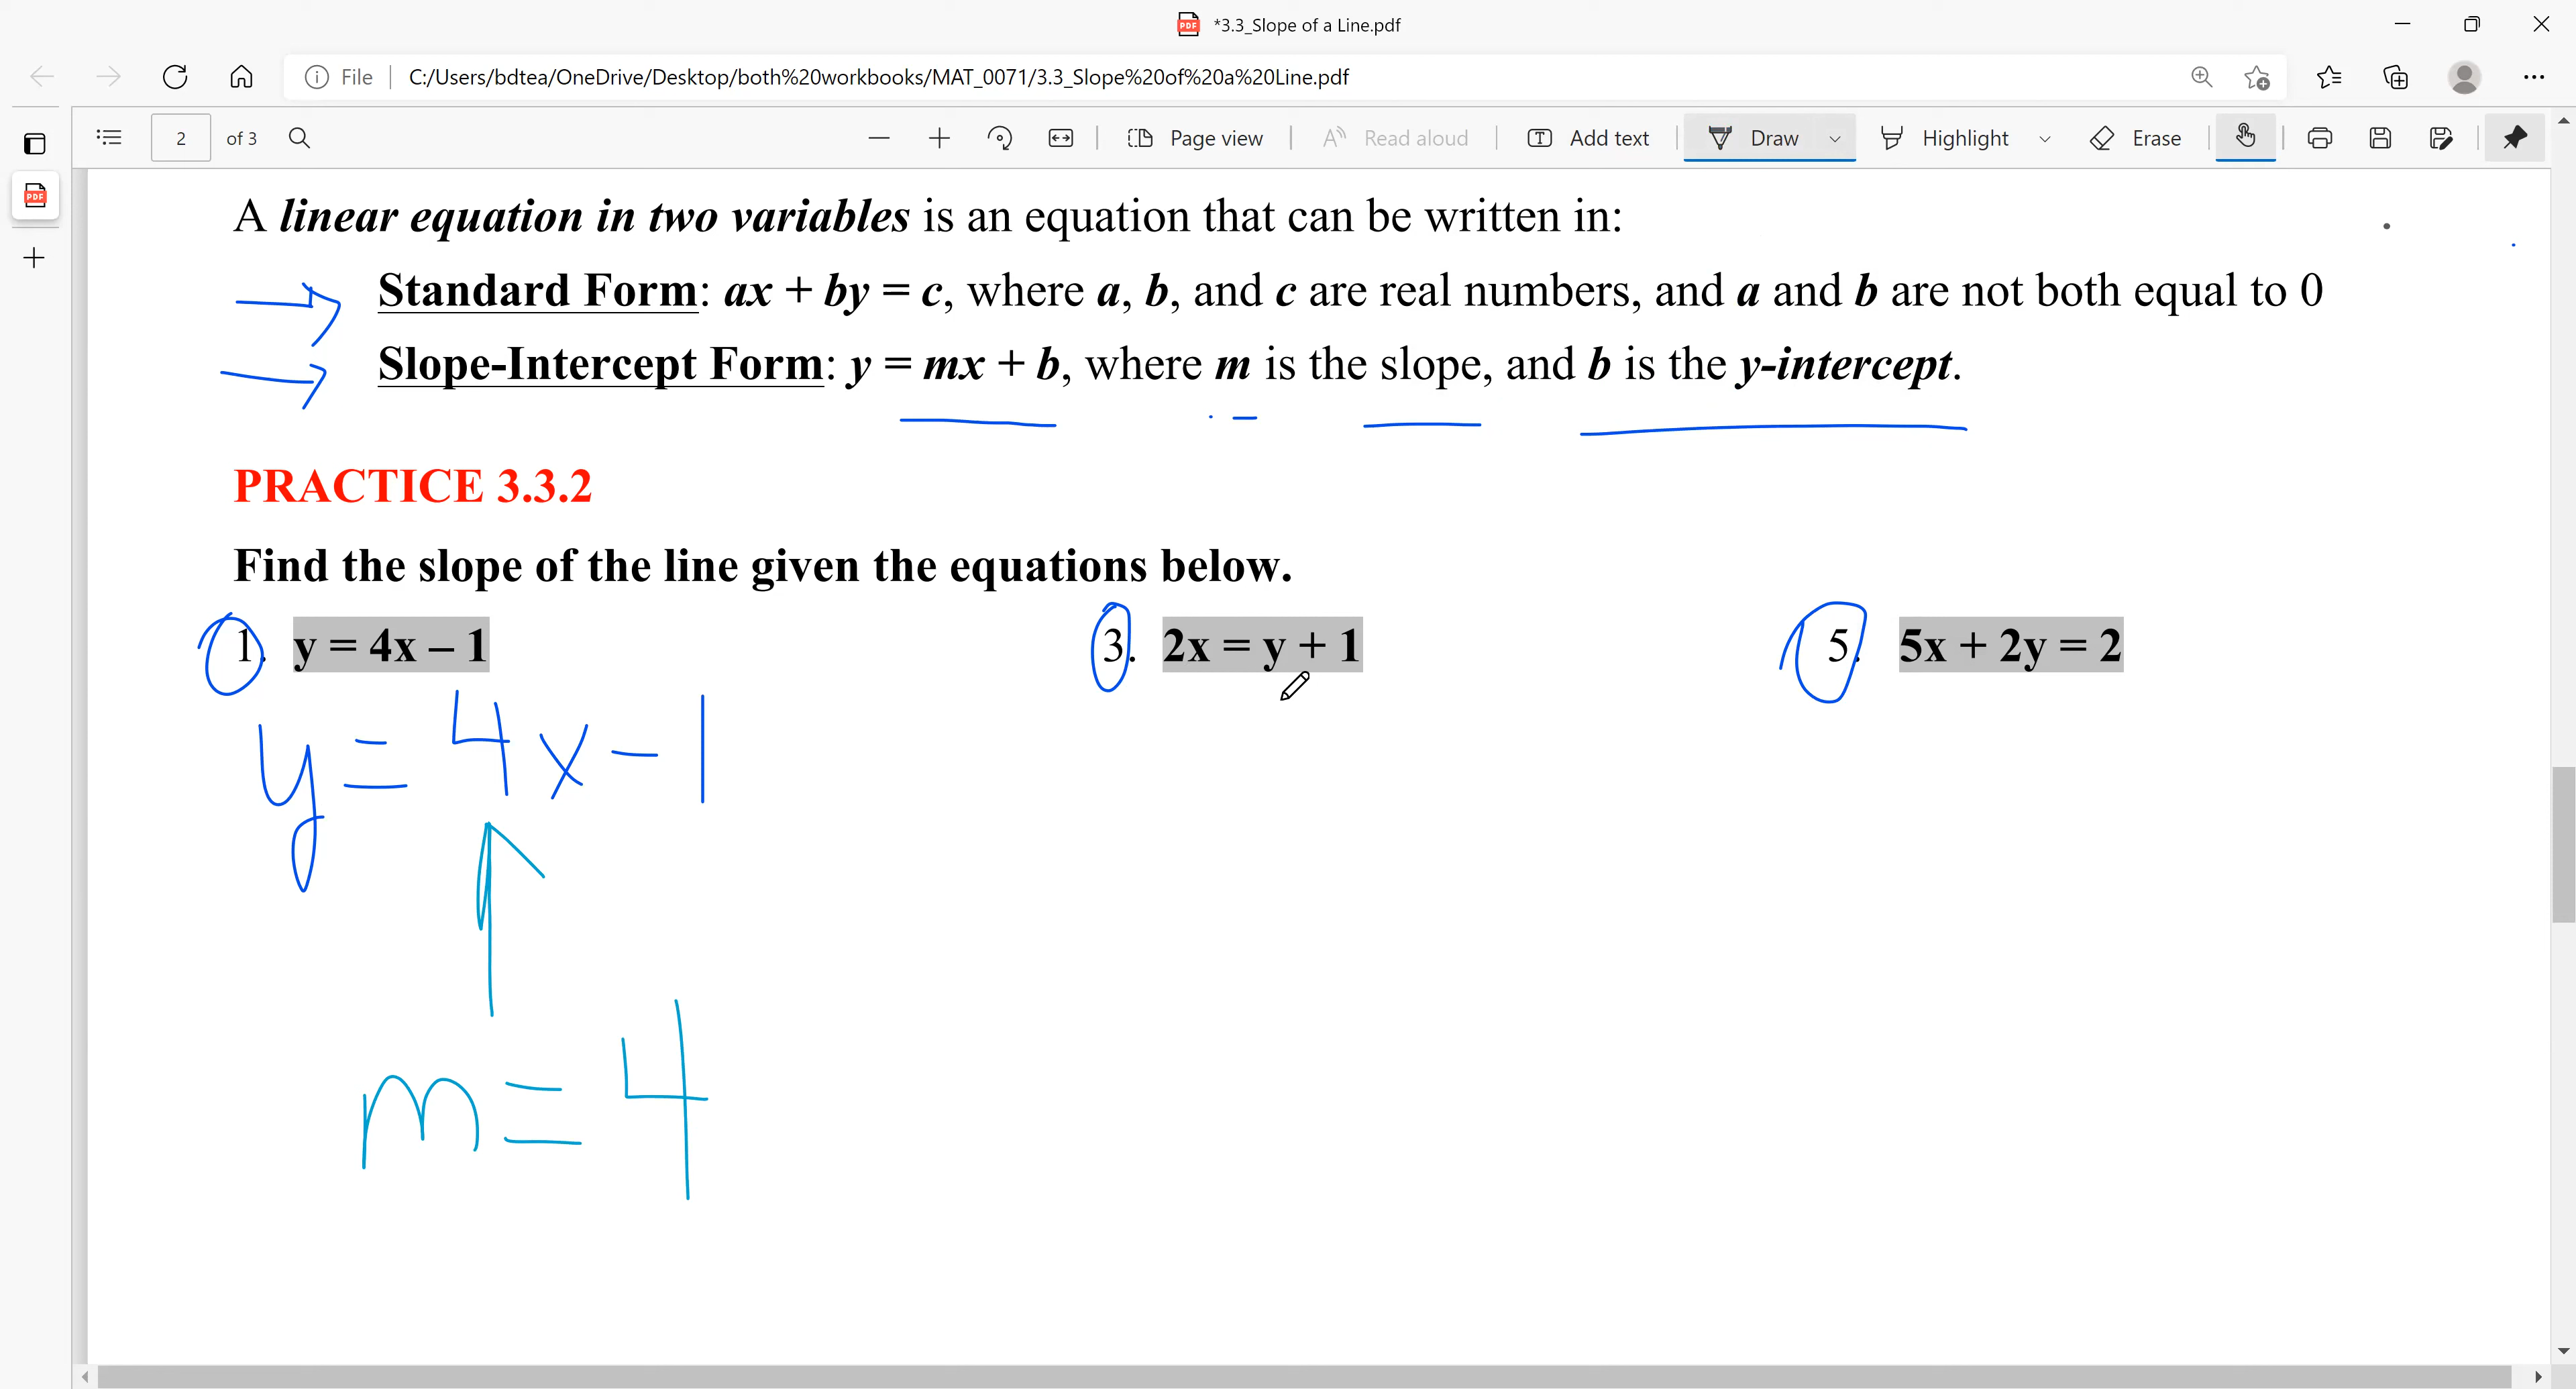 *3.3_Slope of a Line.pdf
File C:/Users/bdtea/OneDrive/Desktop/both%20workbooks/MAT_0071/3.3_Slope%20of%20a%20Line.pdf
2 of 3 Page view Read aloud Add text Draw Highlight Erase
A linear equation in two variables is an equation that can be written in:
Standard Form: ax + by = c, where a, b, and c are real numbers, and a and b are not both equal to 0
Slope-Intercept Form: y = mx + b, where m is the slope, and b is the y-intercept.
PRACTICE 3.3.2
Find the slope of the line given the equations below.
1. y = 4x – 1
3. 2x = y + 1
5. 5x + 2y = 2
y = 4x - 1
m = 4